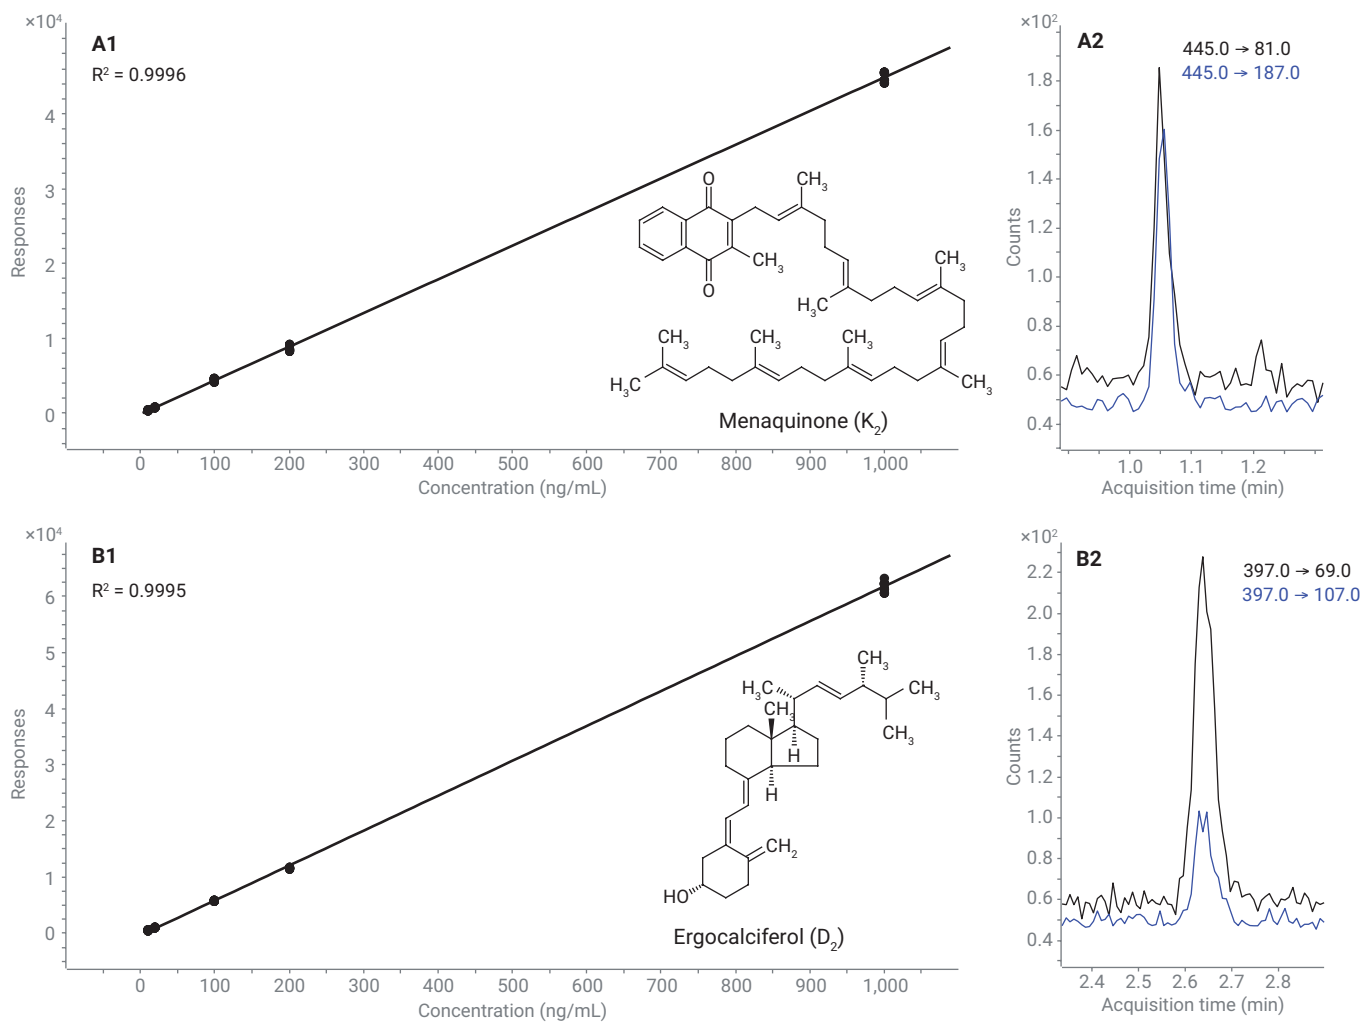 ×10⁴
A1
R² = 0.9996
4
3
2
1
0
Responses
0 100 200 300 400 500 600 700 800 900 1,000
Concentration (ng/mL)
O
O
CH₃
CH₃
H₃C
CH₃
CH₃
CH₃
CH₃
CH₃
H₃C
Menaquinone (K₂)
×10²
A2
445.0 → 81.0
445.0 → 187.0
1.8
1.6
1.4
1.2
1.0
0.8
0.6
0.4
Counts
1.0 1.1 1.2
Acquisition time (min)
×10⁴
B1
R² = 0.9995
6
5
4
3
2
1
0
Responses
0 100 200 300 400 500 600 700 800 900 1,000
Concentration (ng/mL)
CH₃
H₃C
CH₃
CH₃
CH₃
H
H
CH₂
HO
Ergocalciferol (D₂)
×10²
B2
397.0 → 69.0
397.0 → 107.0
2.2
2.0
1.8
1.6
1.4
1.2
1.0
0.8
0.6
0.4
Counts
2.4 2.5 2.6 2.7 2.8
Acquisition time (min)